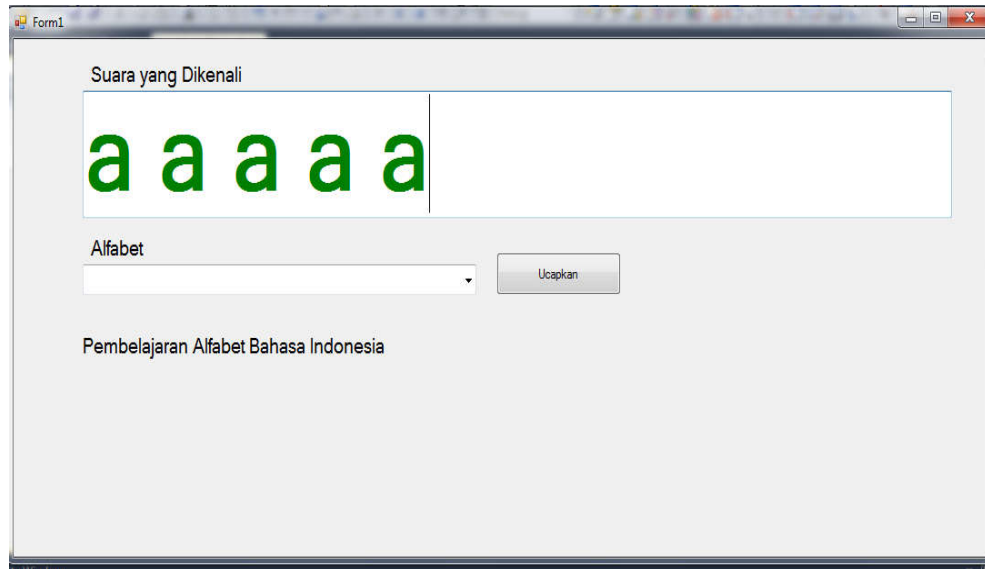 Form1
Suara yang Dikenali
a a a a a
Alfabet
Ucapkan
Pembelajaran Alfabet Bahasa Indonesia